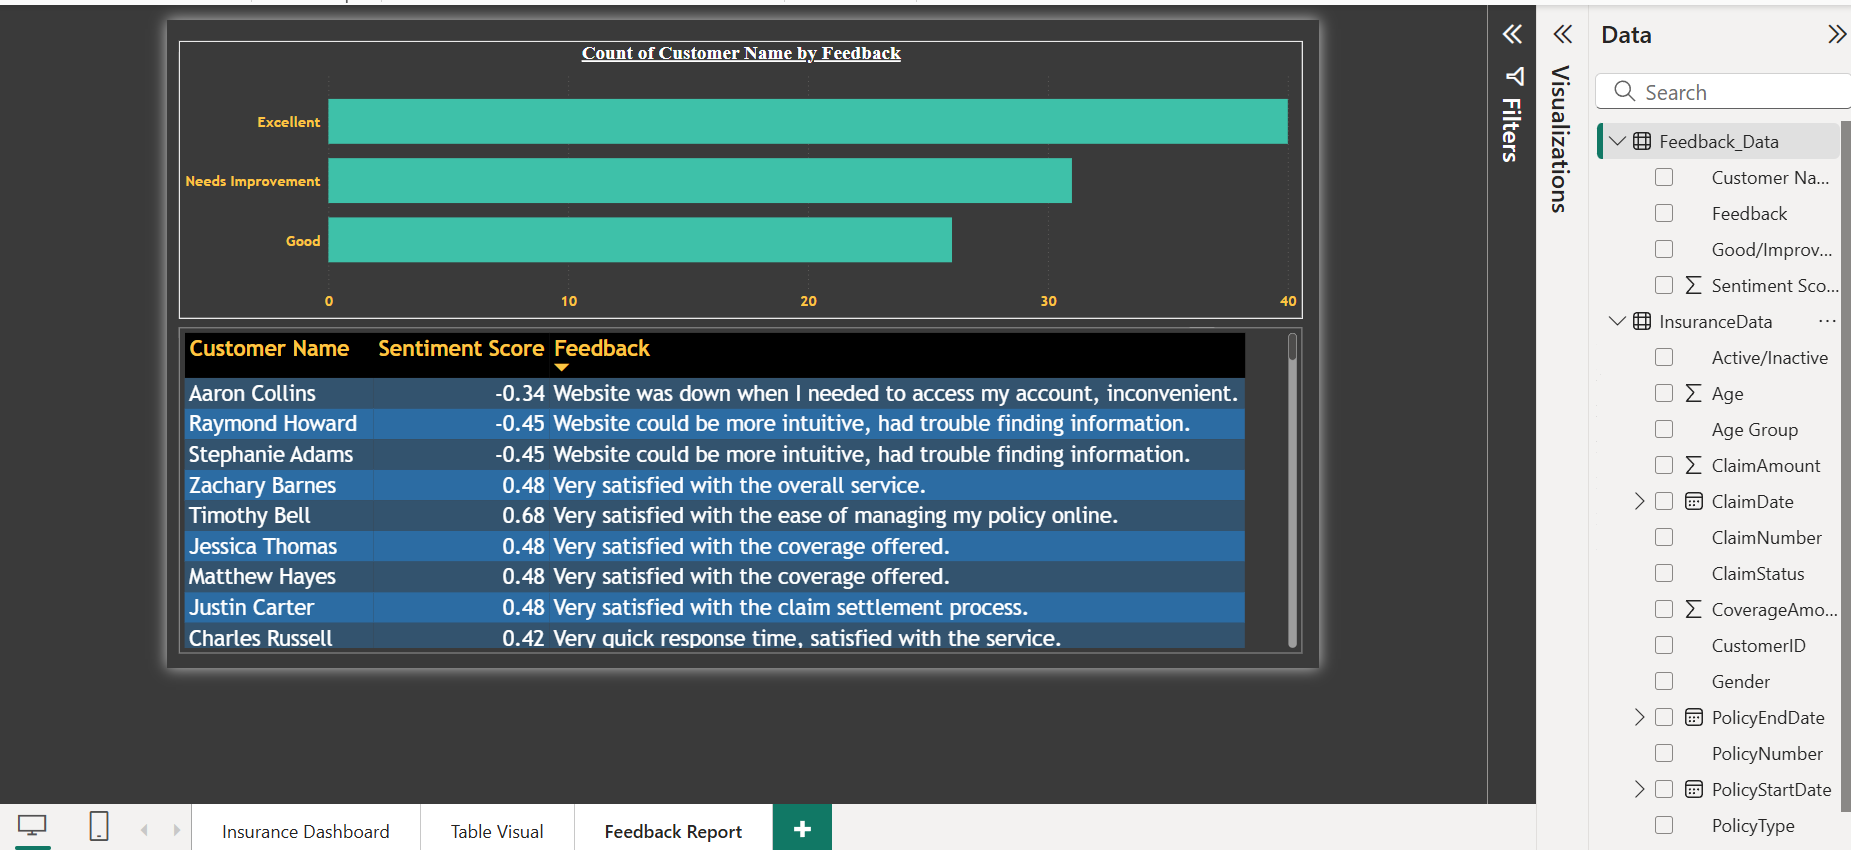 Count of Customer Name by Feedback
Excellent
Needs Improvement
Good
0 10 20 30 40
Customer Name Sentiment Score Feedback
Aaron Collins -0.34 Website was down when I needed to access my account, inconvenient.
Raymond Howard -0.45 Website could be more intuitive, had trouble finding information.
Stephanie Adams -0.45 Website could be more intuitive, had trouble finding information.
Zachary Barnes 0.48 Very satisfied with the overall service.
Timothy Bell 0.68 Very satisfied with the ease of managing my policy online.
Jessica Thomas 0.48 Very satisfied with the coverage offered.
Matthew Hayes 0.48 Very satisfied with the coverage offered.
Justin Carter 0.48 Very satisfied with the claim settlement process.
Charles Russell 0.42 Very quick response time, satisfied with the service.
Filters
Visualizations
Data
Search
Feedback_Data
Customer Na...
Feedback
Good/Improv...
Sentiment Sco...
InsuranceData ...
Active/Inactive
Age
Age Group
ClaimAmount
ClaimDate
ClaimNumber
ClaimStatus
CoverageAmo...
CustomerID
Gender
PolicyEndDate
PolicyNumber
PolicyStartDate
PolicyType
Insurance Dashboard Table Visual Feedback Report